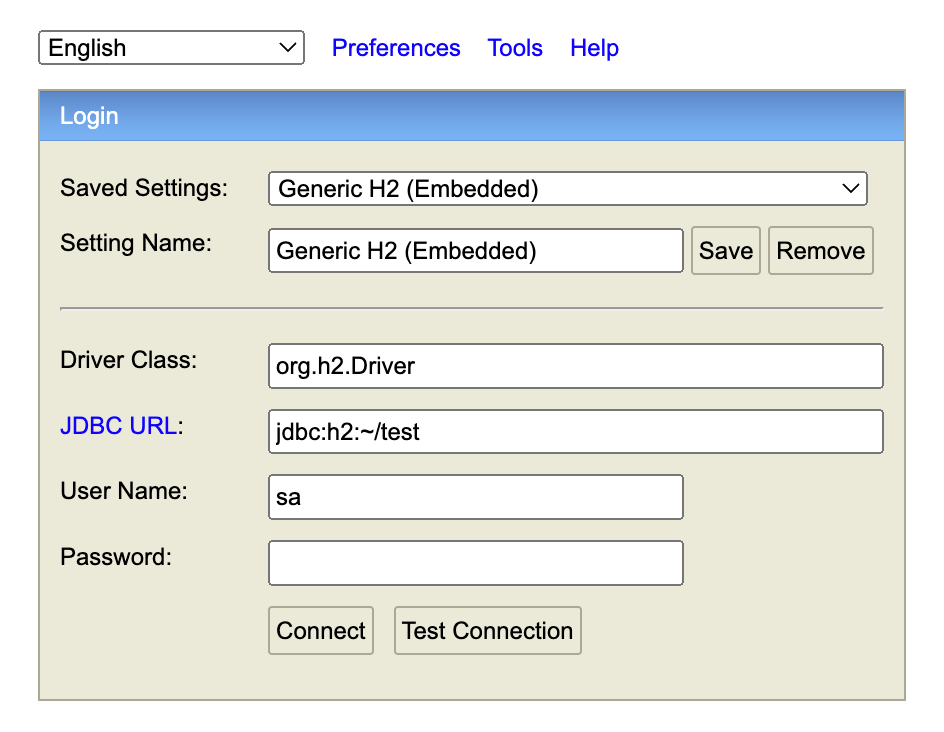 English Preferences Tools Help
Login
Saved Settings: Generic H2 (Embedded)
Setting Name: Generic H2 (Embedded) Save Remove
Driver Class: org.h2.Driver
JDBC URL: jdbc:h2:~/test
User Name: sa
Password:
Connect Test Connection